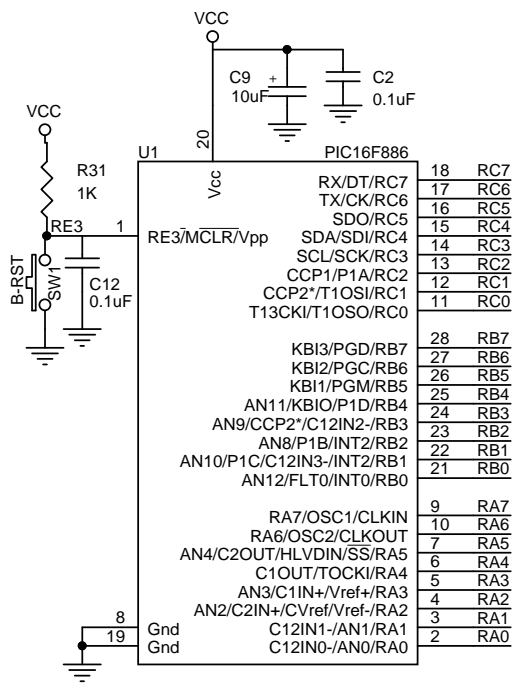 VCC
C9
+
10uF
C2
0.1uF
VCC
R31
1K
20
U1
PIC16F886
Vcc
RE3
1
RE3/MCLR/Vpp
B-RST
SW1
C12
0.1uF
RX/DT/RC7 18 RC7
TX/CK/RC6 17 RC6
SDO/RC5 16 RC5
SDA/SDI/RC4 15 RC4
SCL/SCK/RC3 14 RC3
CCP1/P1A/RC2 13 RC2
CCP2*/T1OSI/RC1 12 RC1
T13CKI/T1OSO/RC0 11 RC0
KBI3/PGD/RB7 28 RB7
KBI2/PGC/RB6 27 RB6
KBI1/PGM/RB5 26 RB5
AN11/KBIO/P1D/RB4 25 RB4
AN9/CCP2*/C12IN2-/RB3 24 RB3
AN8/P1B/INT2/RB2 23 RB2
AN10/P1C/C12IN3-/INT2/RB1 22 RB1
AN12/FLT0/INT0/RB0 21 RB0
RA7/OSC1/CLKIN 9 RA7
RA6/OSC2/CLKOUT 10 RA6
AN4/C2OUT/HLVDIN/SS/RA5 7 RA5
C1OUT/TOCKI/RA4 6 RA4
AN3/C1IN+/Vref+/RA3 5 RA3
AN2/C2IN+/CVref/Vref-/RA2 4 RA2
C12IN1-/AN1/RA1 3 RA1
C12IN0-/AN0/RA0 2 RA0
8 Gnd
19 Gnd